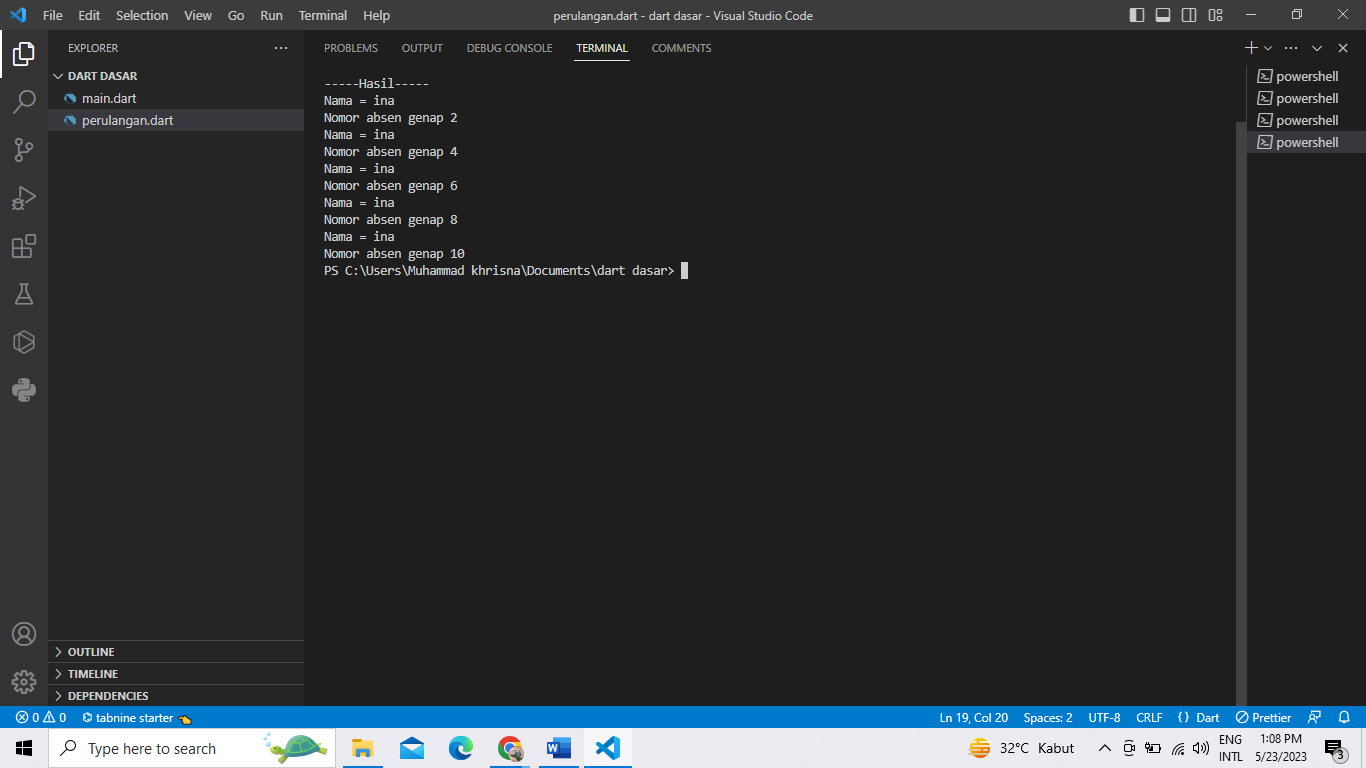 File Edit Selection View Go Run Terminal Help
perulangan.dart - dart dasar - Visual Studio Code
EXPLORER
DART DASAR
main.dart
perulangan.dart
OUTLINE
TIMELINE
DEPENDENCIES
PROBLEMS OUTPUT DEBUG CONSOLE TERMINAL COMMENTS
-----Hasil-----
Nama = ina
Nomor absen genap 2
Nama = ina
Nomor absen genap 4
Nama = ina
Nomor absen genap 6
Nama = ina
Nomor absen genap 8
Nama = ina
Nomor absen genap 10
PS C:\Users\Muhammad khrisna\Documents\dart dasar>
powershell
powershell
powershell
powershell
0 0 tabnine starter
Ln 19, Col 20 Spaces: 2 UTF-8 CRLF {} Dart Prettier
Type here to search
32°C Kabut
ENG
INTL
1:08 PM
5/23/2023
3